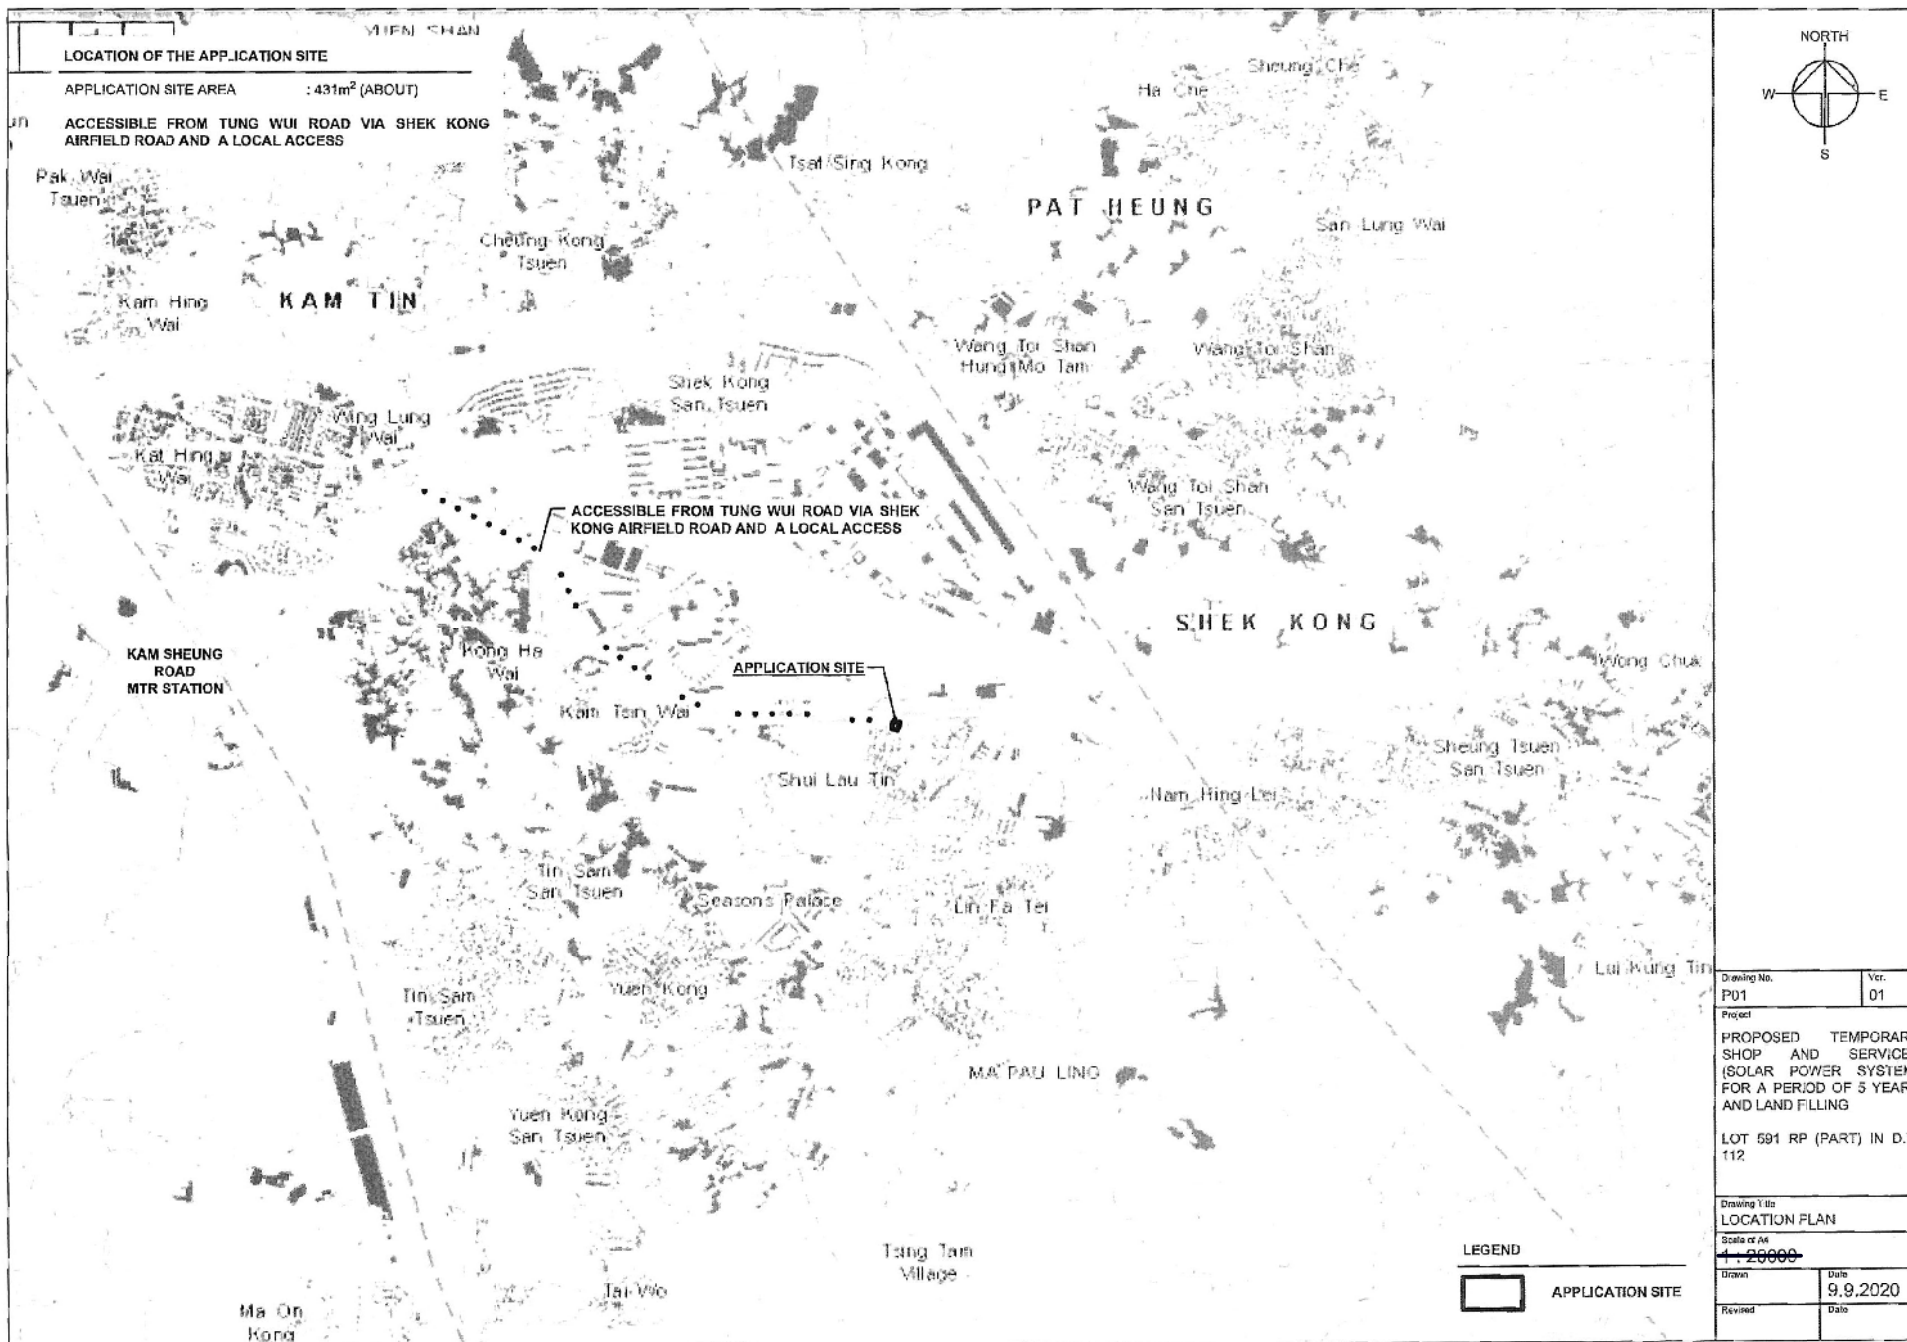 YUEN SHAN
LOCATION OF THE APPLICATION SITE
APPLICATION SITE AREA : 431m² (ABOUT)
ACCESSIBLE FROM TUNG WUI ROAD VIA SHEK KONG
AIRFIELD ROAD AND A LOCAL ACCESS
Pak Wai
Tsuen
Cheung Kong
Tsuen
Tsat Sing Kong
Ha Che
Sheung Che
PAT HEUNG
San Lung Wai
Kam Hing
Wai
KAM TIN
Wang Toi Shan
Hung Mo Tam
Wang Toi Shan
Shek Kong
San Tsuen
Wing Lung
Wai
Kat Hing
Wai
Wang Toi Shan
San Tsuen
ACCESSIBLE FROM TUNG WUI ROAD VIA SHEK
KONG AIRFIELD ROAD AND A LOCAL ACCESS
SHEK KONG
KAM SHEUNG
ROAD
MTR STATION
Kong Ha
Wai
APPLICATION SITE
Wong Chuk
Kam Tsin Wai
Shui Lau Tin
Sheung Tsuen
San Tsuen
Nam Hing Lei
Tin Sam
San Tsuen
Seasons Palace
Lin Fa Tei
Lui Kung Tin
Tin Sam
Tsuen
Yuen Kong
MA PAU LING
Yuen Kong
San Tsuen
Tsing Tam
Village
Tai Wo
Ma On
Kong
LEGEND
APPLICATION SITE
NORTH
W
E
S
Drawing No.
P01
Ver.
01
Project
PROPOSED TEMPORAR
SHOP AND SERVICE
(SOLAR POWER SYSTEM
FOR A PERIOD OF 5 YEAR
AND LAND FILLING
LOT 591 RP (PART) IN D.
112
Drawing Title
LOCATION PLAN
Scale of A4
1 : 20000
Drawn
Date
9.9.2020
Revised
Date